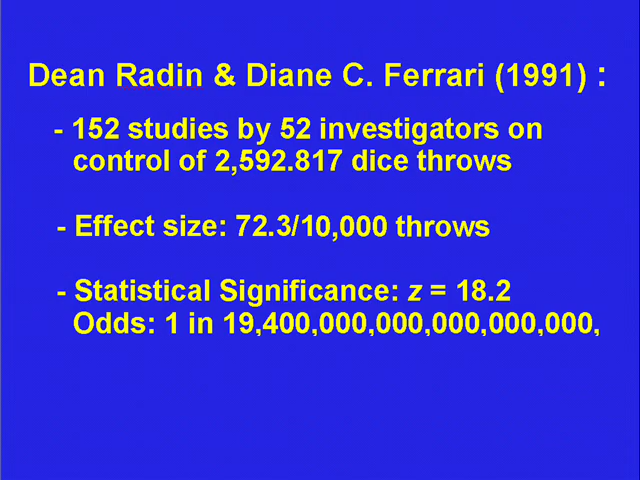 Dean Radin & Diane C. Ferrari (1991) :
- 152 studies by 52 investigators on
control of 2,592.817 dice throws
- Effect size: 72.3/10,000 throws
- Statistical Significance: z = 18.2
Odds: 1 in 19,400,000,000,000,000,000,